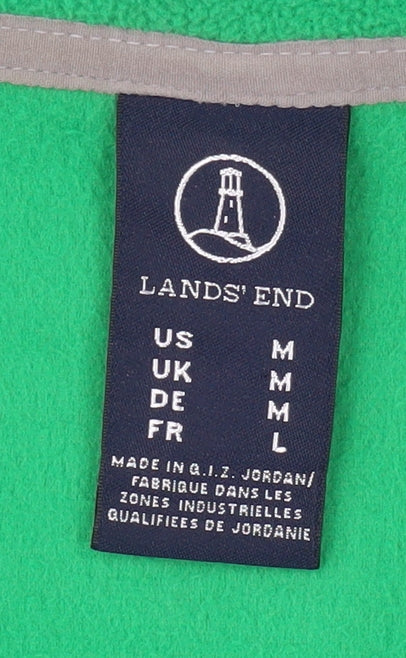 LANDS' END
US M
UK M
DE M
FR L
MADE IN Q.I.Z. JORDAN/
FABRIQUE DANS LES
ZONES INDUSTRIELLES
QUALIFIEES DE JORDANIE